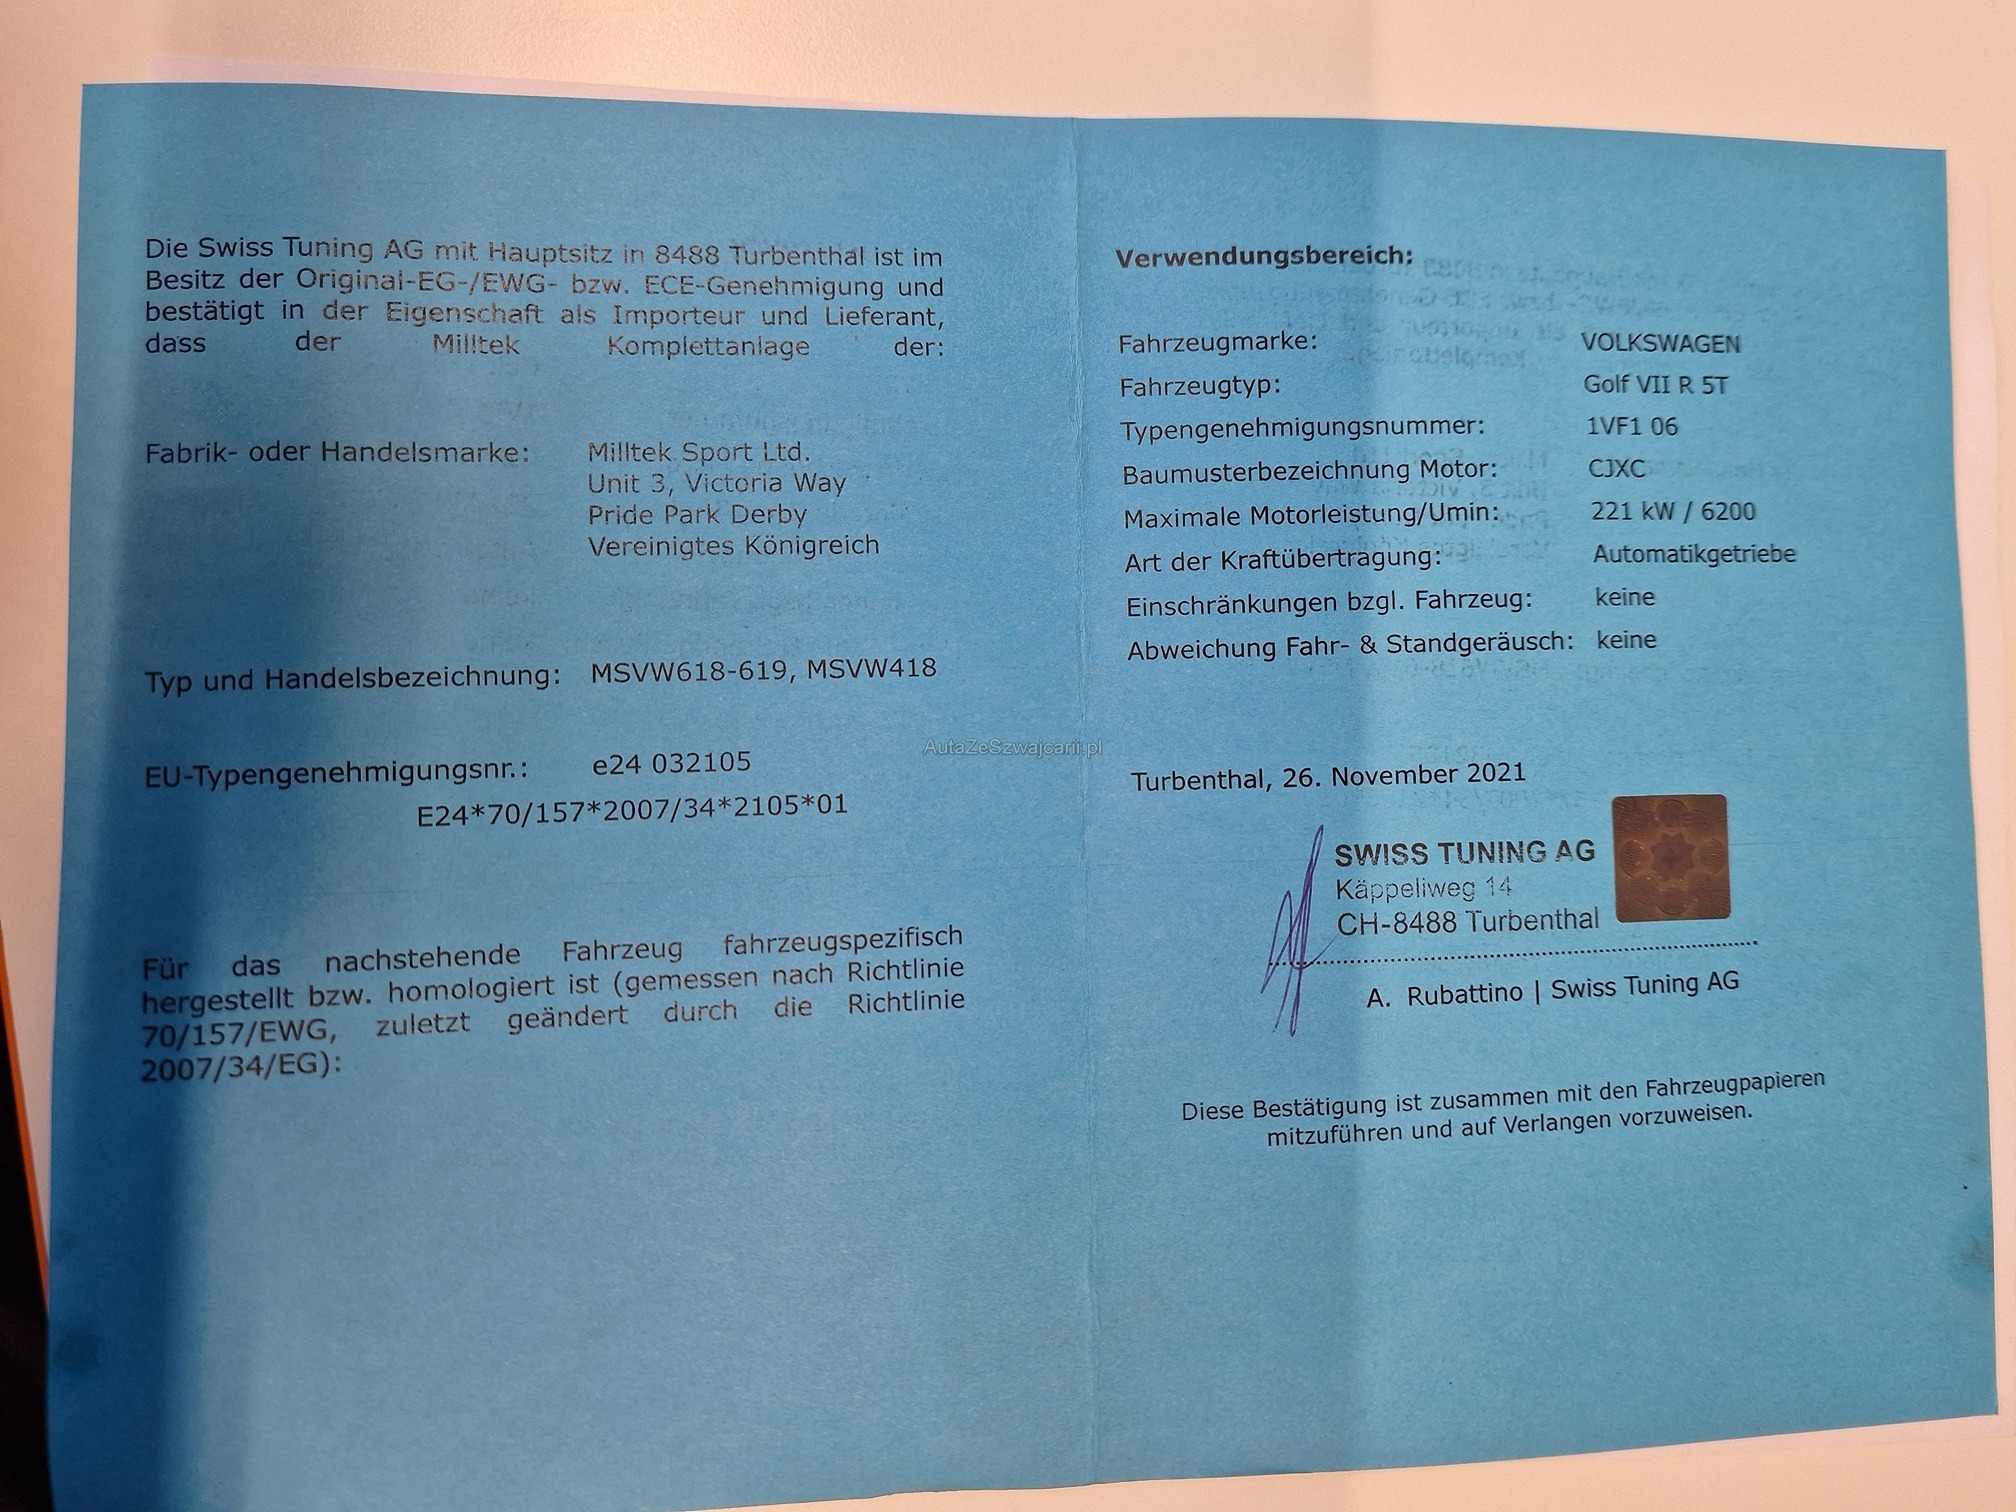 Die Swiss Tuning AG mit Hauptsitz in 8488 Turbenthal ist im
Besitz der Original-EG-/EWG- bzw. ECE-Genehmigung und
bestätigt in der Eigenschaft als Importeur und Lieferant,
dass der Milltek Komplettanlage der:
Fabrik- oder Handelsmarke: Milltek Sport Ltd.
Unit 3, Victoria Way
Pride Park Derby
Vereinigtes Königreich
Typ und Handelsbezeichnung: MSVW618-619, MSVW418
EU-Typengenehmigungsnr.: e24 032105
E24*70/157*2007/34*2105*01
Für das nachstehende Fahrzeug fahrzeugspezifisch
hergestellt bzw. homologiert ist (gemessen nach Richtlinie
70/157/EWG, zuletzt geändert durch die Richtlinie
2007/34/EG):
Verwendungsbereich:
Fahrzeugmarke: VOLKSWAGEN
Fahrzeugtyp: Golf VII R 5T
Typengenehmigungsnummer: 1VF1 06
Baumusterbezeichnung Motor: CJXC
Maximale Motorleistung/Umin: 221 kW / 6200
Art der Kraftübertragung: Automatikgetriebe
Einschränkungen bzgl. Fahrzeug: keine
Abweichung Fahr- & Standgeräusch: keine
Turbenthal, 26. November 2021
SWISS TUNING AG
Käppeliweg 14
CH-8488 Turbenthal
A. Rubattino | Swiss Tuning AG
Diese Bestätigung ist zusammen mit den Fahrzeugpapieren
mitzuführen und auf Verlangen vorzuweisen.
AutaZeSzwajcarii.pl